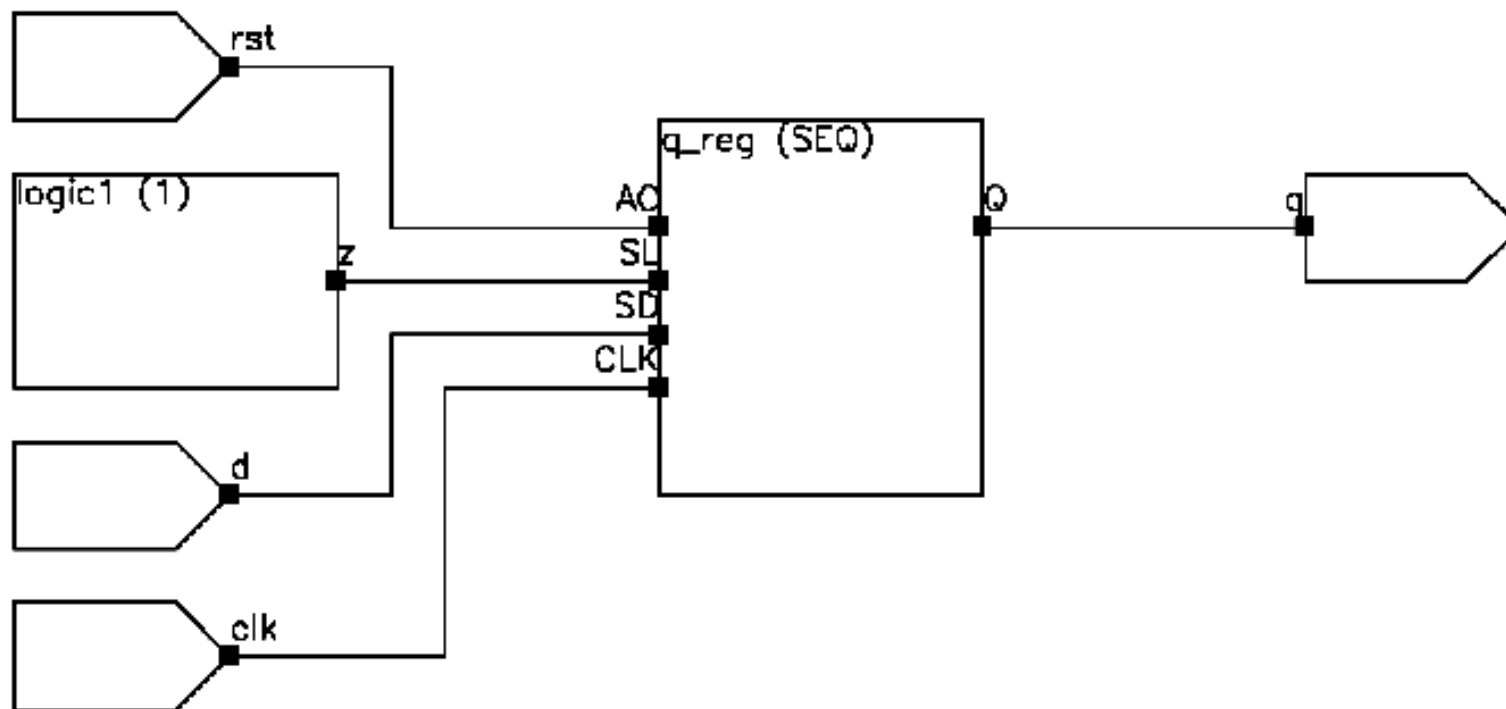 rst
q_reg (SEQ)
logic1 (1)
AC
Q
q
z
SL
SD
CLK
d
clk